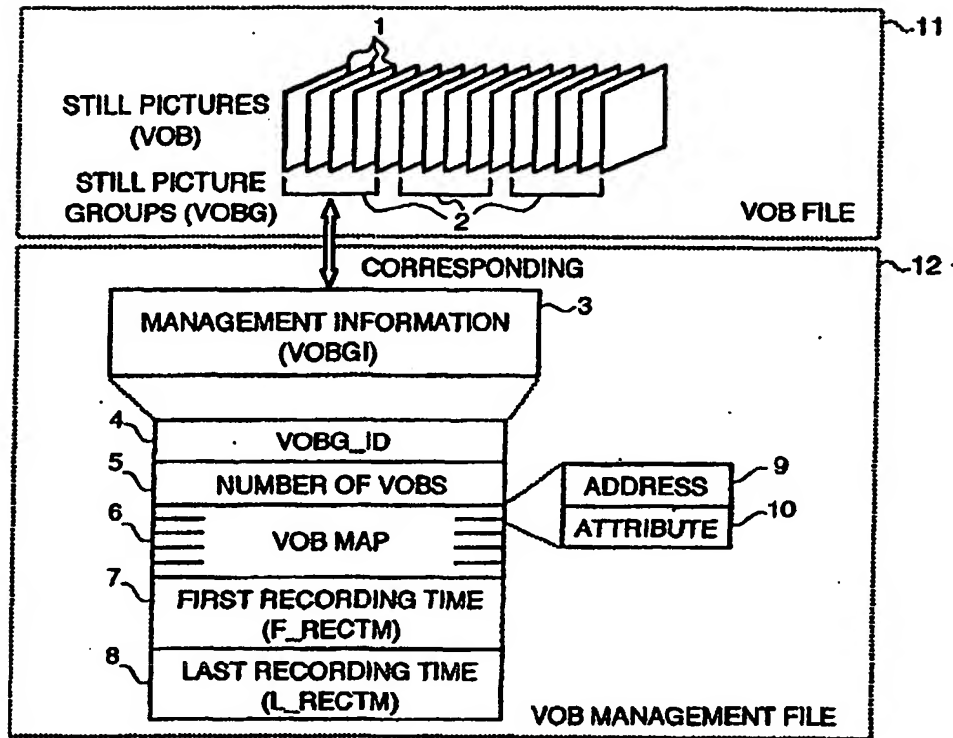 1
11
STILL PICTURES
(VOB)
STILL PICTURE
GROUPS (VOBG)
2
VOB FILE
12
CORRESPONDING
3
MANAGEMENT INFORMATION
(VOBGI)
4
VOBG_ID
5
NUMBER OF VOBS
9
ADDRESS
6
VOB MAP
10
ATTRIBUTE
7
FIRST RECORDING TIME
(F_RECTM)
8
LAST RECORDING TIME
(L_RECTM)
VOB MANAGEMENT FILE